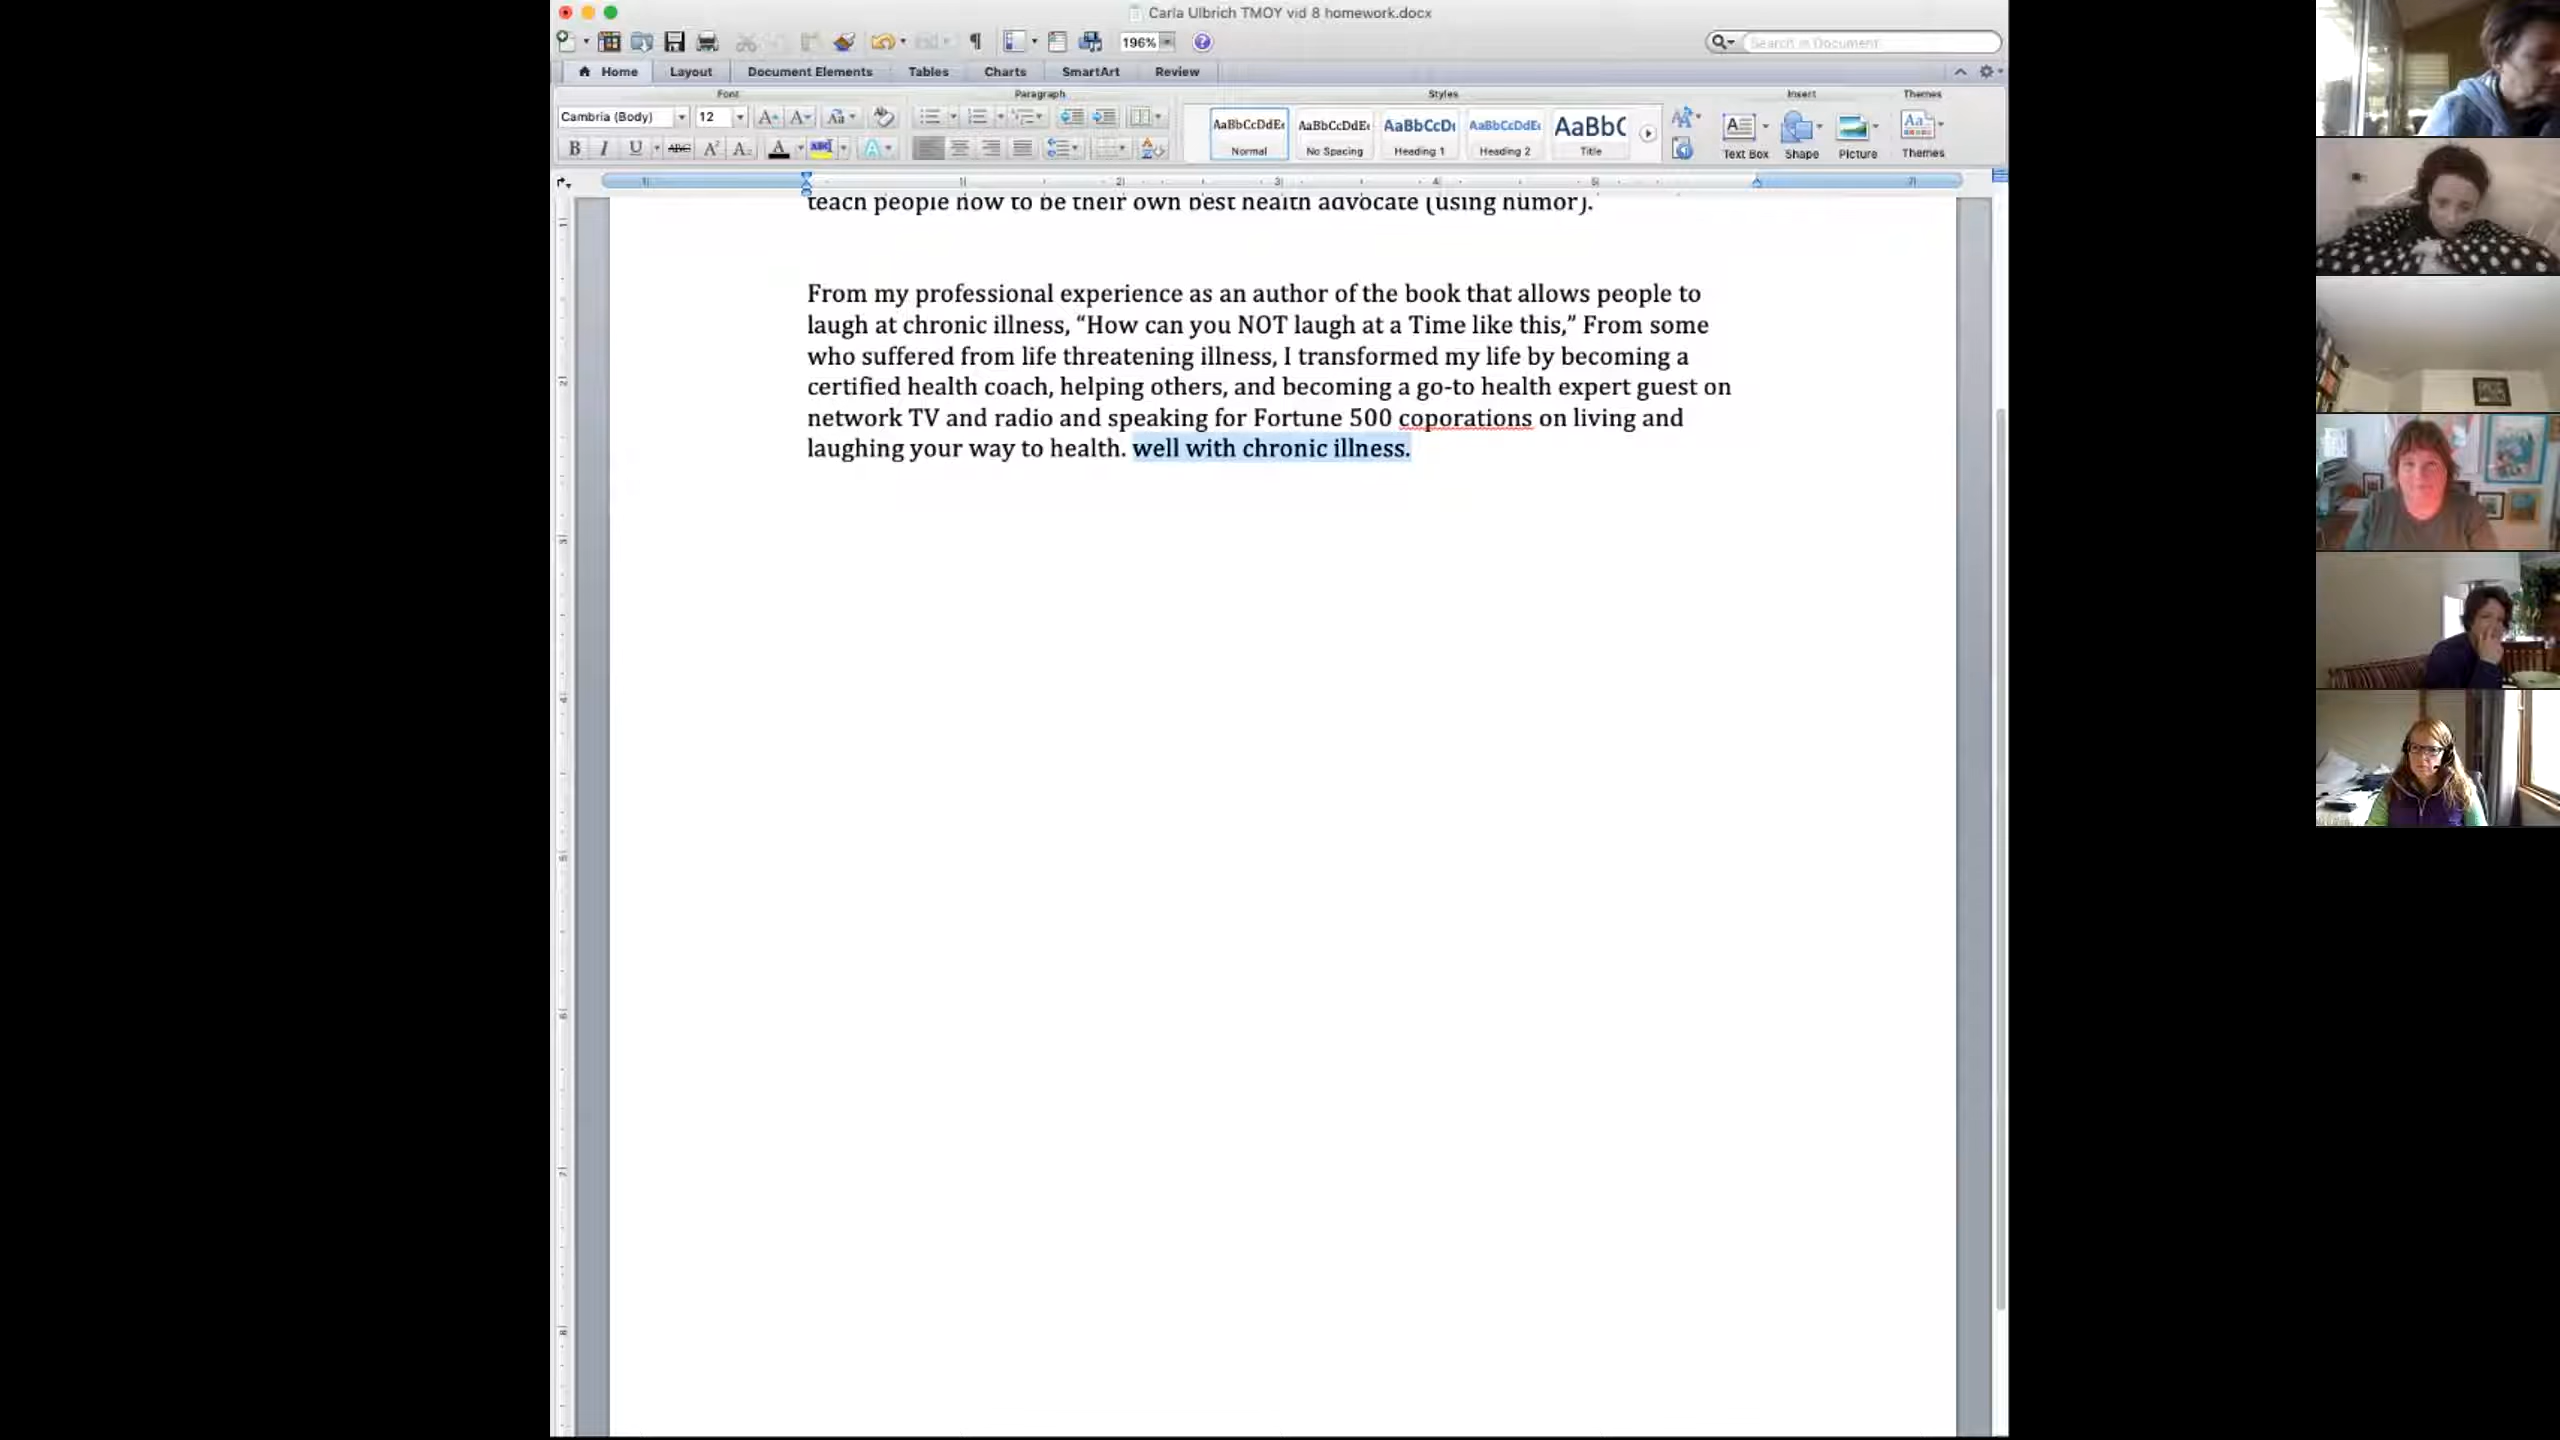 Carla Ulbrich TMOY vid 8 homework.docx
196%
Search in Document
Home Layout Document Elements Tables Charts SmartArt Review
Font Paragraph Styles Insert Themes
Cambria (Body) 12
AaBbCcDdEe AaBbCcDdEe AaBbCcDc AaBbCcDdEe AaBbC
Normal No Spacing Heading 1 Heading 2 Title
Text Box Shape Picture Themes
teach people how to be their own best health advocate (using humor).
From my professional experience as an author of the book that allows people to
laugh at chronic illness, “How can you NOT laugh at a Time like this,” From some
who suffered from life threatening illness, I transformed my life by becoming a
certified health coach, helping others, and becoming a go-to health expert guest on
network TV and radio and speaking for Fortune 500 coporations on living and
laughing your way to health. well with chronic illness.